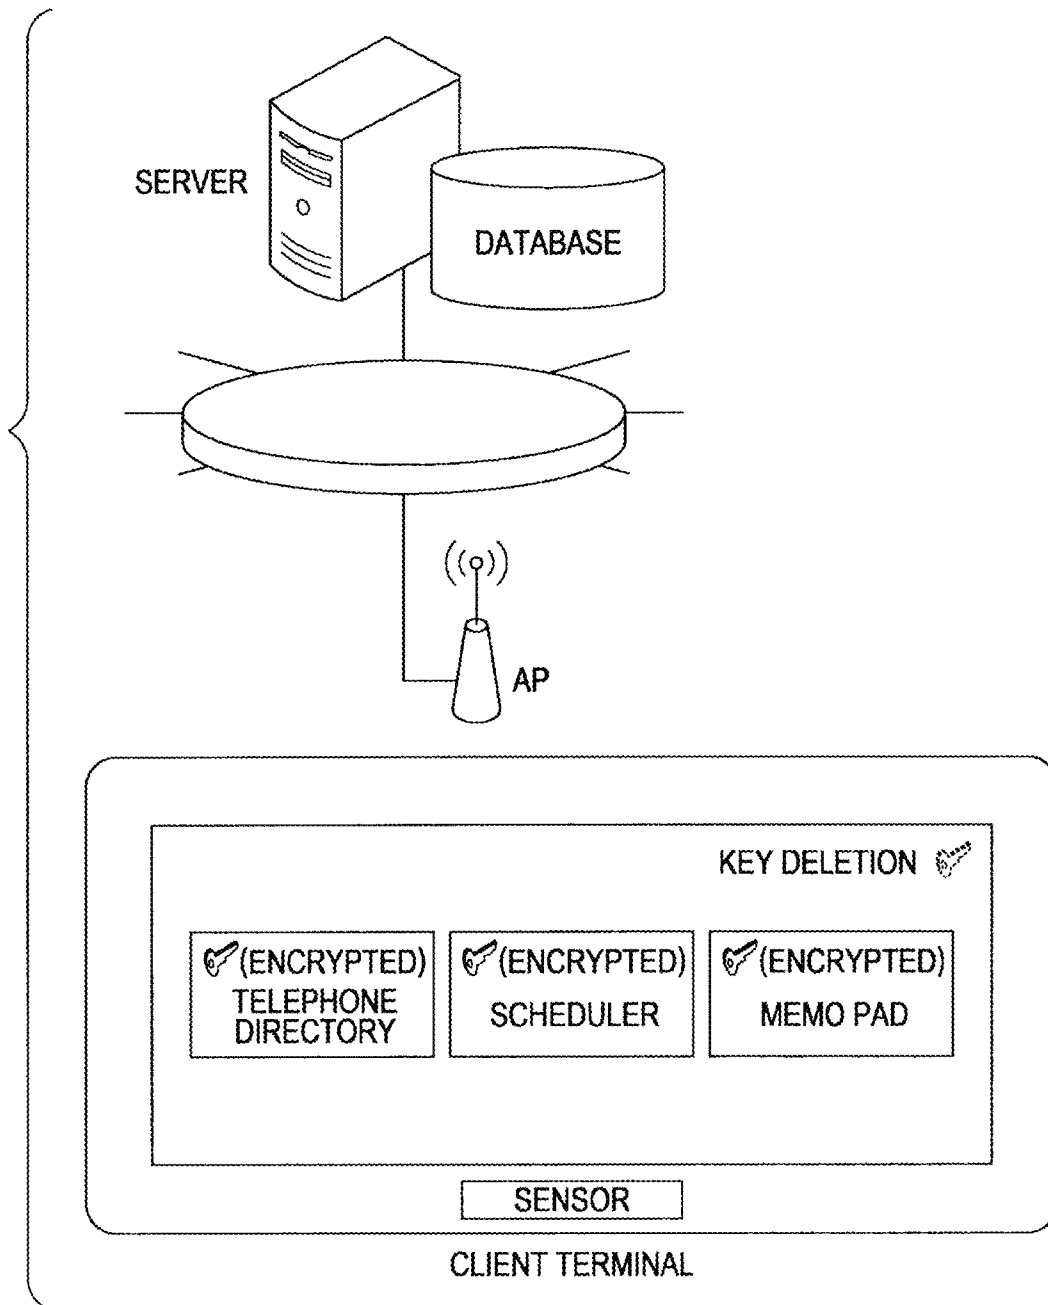 SERVER
DATABASE
AP
KEY DELETION
(ENCRYPTED)
TELEPHONE
DIRECTORY
(ENCRYPTED)
SCHEDULER
(ENCRYPTED)
MEMO PAD
SENSOR
CLIENT TERMINAL